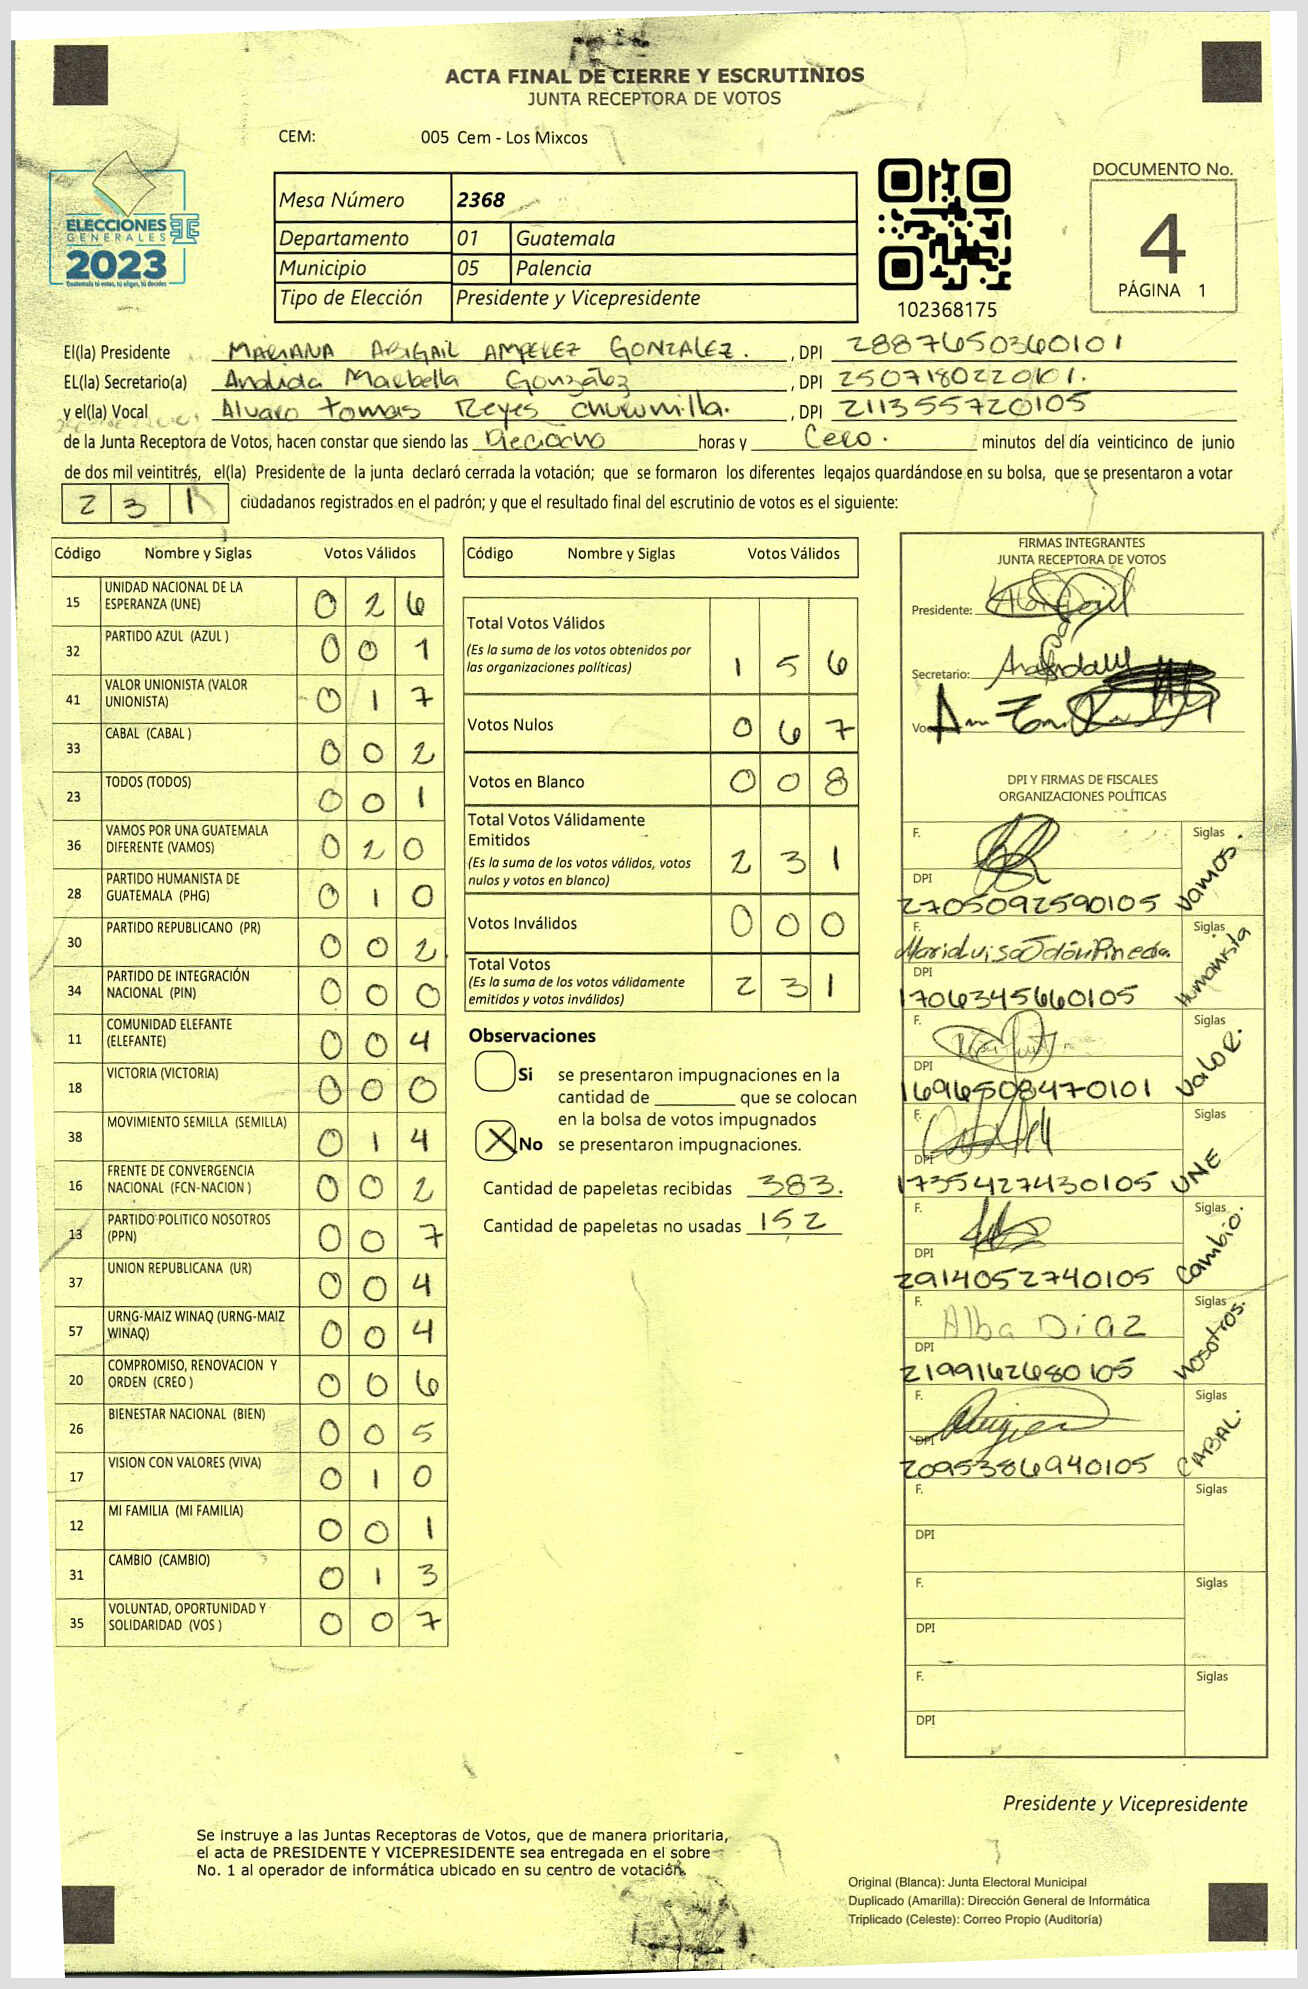 ACTA FINAL DE CIERRE Y ESCRUTINIOS
JUNTA RECEPTORA DE VOTOS
CEM: 005 Cem - Los Mixcos
ELECCIONES
GENERALES
2023
Guatemala tú votas, tú eliges, tú decides
Mesa Número 2368
Departamento 01 Guatemala
Municipio 05 Palencia
Tipo de Elección Presidente y Vicepresidente
102368175
DOCUMENTO No.
4
PÁGINA 1
El(la) Presidente MARIANA ABIGAIL AMPEREZ GONZALEZ. , DPI 2887650360101
EL(la) Secretario(a) Andida Maebella González , DPI 2507180220101.
y el(la) Vocal Alvaro tomas Reyes chuumilla. , DPI 211355720105
de la Junta Receptora de Votos, hacen constar que siendo las Dieciocho horas y Cero. minutos del día veinticinco de junio
de dos mil veintitrés, el(la) Presidente de la junta declaró cerrada la votación; que se formaron los diferentes legajos guardándose en su bolsa, que se presentaron a votar
231 ciudadanos registrados en el padrón; y que el resultado final del escrutinio de votos es el siguiente:
Código Nombre y Siglas Votos Válidos
15 UNIDAD NACIONAL DE LA ESPERANZA (UNE) 0 2 6
32 PARTIDO AZUL (AZUL ) 0 0 1
41 VALOR UNIONISTA (VALOR UNIONISTA) 0 1 7
33 CABAL (CABAL ) 0 0 2
23 TODOS (TODOS) 0 0 1
36 VAMOS POR UNA GUATEMALA DIFERENTE (VAMOS) 0 2 0
28 PARTIDO HUMANISTA DE GUATEMALA (PHG) 0 1 0
30 PARTIDO REPUBLICANO (PR) 0 0 2
34 PARTIDO DE INTEGRACIÓN NACIONAL (PIN) 0 0 0
11 COMUNIDAD ELEFANTE (ELEFANTE) 0 0 4
18 VICTORIA (VICTORIA) 0 0 0
38 MOVIMIENTO SEMILLA (SEMILLA) 0 1 4
16 FRENTE DE CONVERGENCIA NACIONAL (FCN-NACION ) 0 0 2
13 PARTIDO POLITICO NOSOTROS (PPN) 0 0 7
37 UNION REPUBLICANA (UR) 0 0 4
57 URNG-MAIZ WINAQ (URNG-MAIZ WINAQ) 0 0 4
20 COMPROMISO, RENOVACION Y ORDEN (CREO ) 0 0 6
26 BIENESTAR NACIONAL (BIEN) 0 0 5
17 VISION CON VALORES (VIVA) 0 1 0
12 MI FAMILIA (MI FAMILIA) 0 0 1
31 CAMBIO (CAMBIO) 0 1 3
35 VOLUNTAD, OPORTUNIDAD Y SOLIDARIDAD (VOS ) 0 0 7
Código Nombre y Siglas Votos Válidos
Total Votos Válidos 1 5 6
(Es la suma de los votos obtenidos por
las organizaciones políticas)
Votos Nulos 0 6 7
Votos en Blanco 0 0 8
Total Votos Válidamente
Emitidos 2 3 1
(Es la suma de los votos válidos, votos
nulos y votos en blanco)
Votos Inválidos 0 0 0
Total Votos 2 3 1
(Es la suma de los votos válidamente
emitidos y votos inválidos)
Observaciones
Si se presentaron impugnaciones en la
cantidad de ________ que se colocan
en la bolsa de votos impugnados
X No se presentaron impugnaciones.
Cantidad de papeletas recibidas 383.
Cantidad de papeletas no usadas 152
FIRMAS INTEGRANTES
JUNTA RECEPTORA DE VOTOS
Presidente:
Secretario:
DPI Y FIRMAS DE FISCALES
ORGANIZACIONES POLÍTICAS
F. Siglas Vamos.
DPI 2705092590105
F. Maria Luisa Jolón Pineda Siglas Humanista
DPI 1706345660105
F. Siglas Valor.
DPI 1696508470101
F. Siglas UNE
DPI 1735427430105
F. Siglas Cambio.
DPI 2914052740105
F. Alba Diaz Siglas Nosotros.
DPI 2199162680105
F. Siglas CABAL.
DPI 2095386940105
F. Siglas
DPI
F. Siglas
DPI
F. Siglas
DPI
Presidente y Vicepresidente
Se instruye a las Juntas Receptoras de Votos, que de manera prioritaria,
el acta de PRESIDENTE Y VICEPRESIDENTE sea entregada en el sobre
No. 1 al operador de informática ubicado en su centro de votación.
Original (Blanca): Junta Electoral Municipal
Duplicado (Amarilla): Dirección General de Informática
Triplicado (Celeste): Correo Propio (Auditoría)